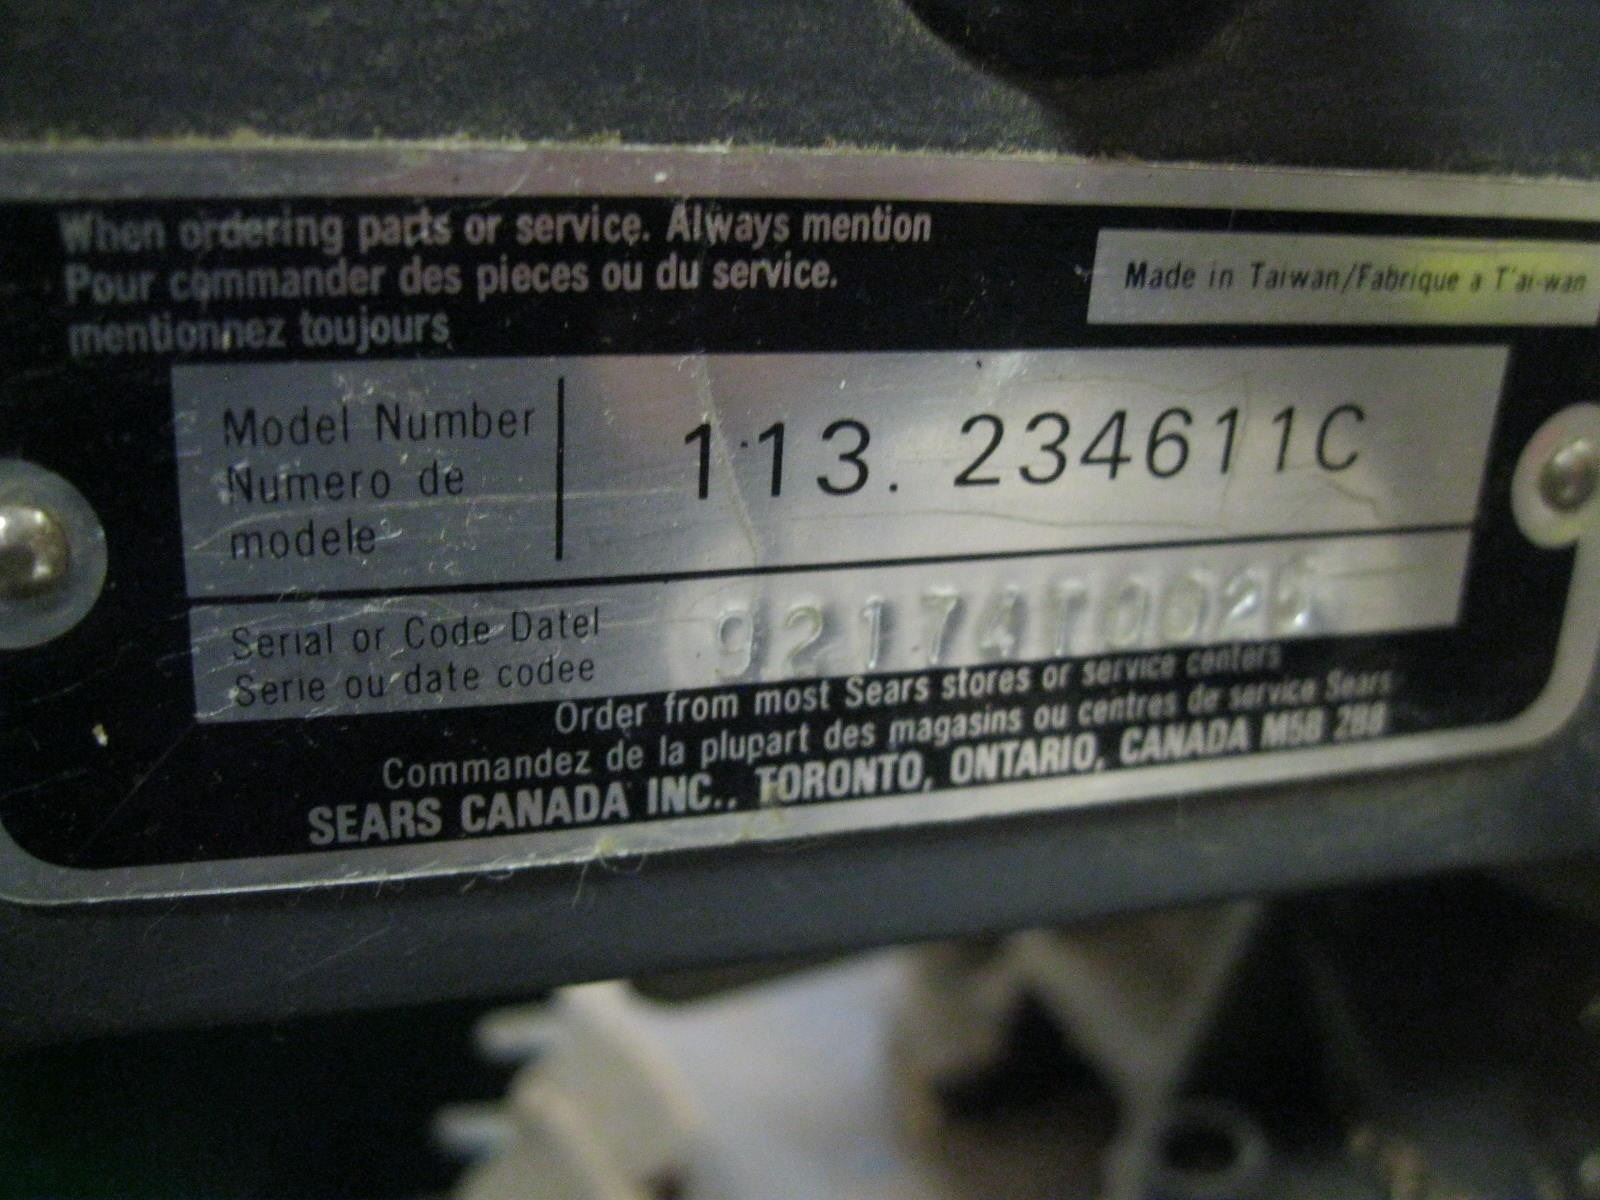 When ordering parts or service. Always mention
Pour commander des pieces ou du service.
mentionnez toujours
Made in Taiwan/Fabrique a T'ai-wan
Model Number
Numero de
modele
113. 234611C
Serial or Code Datel
Serie ou date codee
Order from most Sears stores or service centers
Commandez de la plupart des magasins ou centres de service Sears
SEARS CANADA INC., TORONTO, ONTARIO, CANADA M5B 2B8